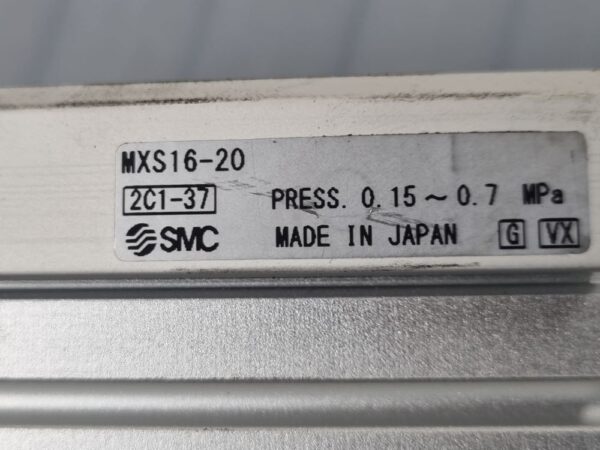 MXS16-20
2C1-37 PRESS. 0.15～0.7 MPa
SMC MADE IN JAPAN G VX